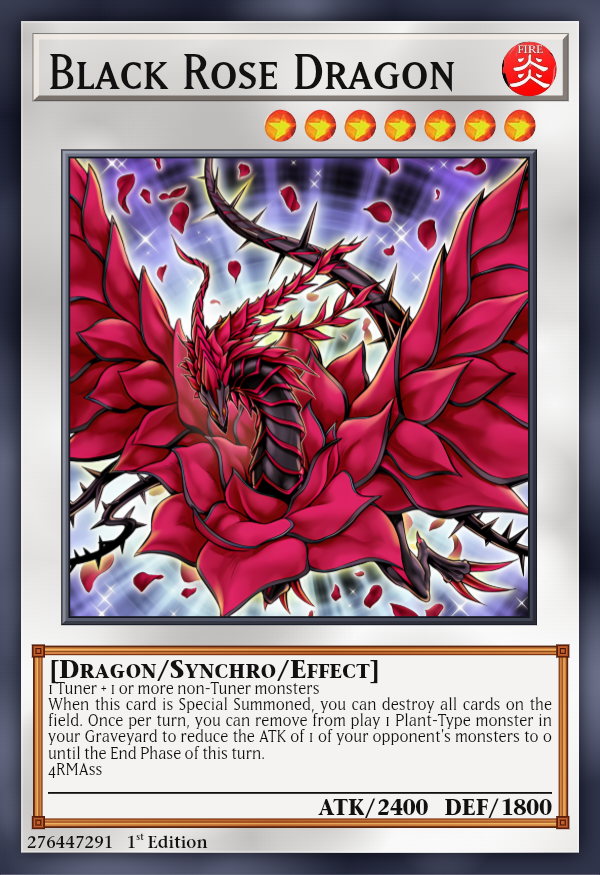 Black Rose Dragon
FIRE
炎
[Dragon/Synchro/Effect]
1 Tuner + 1 or more non-Tuner monsters
When this card is Special Summoned, you can destroy all cards on the
field. Once per turn, you can remove from play 1 Plant-Type monster in
your Graveyard to reduce the ATK of 1 of your opponent's monsters to 0
until the End Phase of this turn.
4RMAss
ATK/2400 DEF/1800
276447291 1st Edition